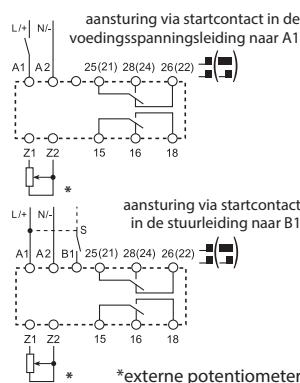 aansturing via startcontact in de
voedingsspanningsleiding naar A1
L/+ N/-
A1 A2 25(21) 28(24) 26(22)
Z1 Z2 15 16 18
*
aansturing via startcontact
in de stuurleiding naar B1
L/+ N/-
S
A1 A2 B1 25(21) 28(24) 26(22)
Z1 Z2 15 16 18
*
*externe potentiometer